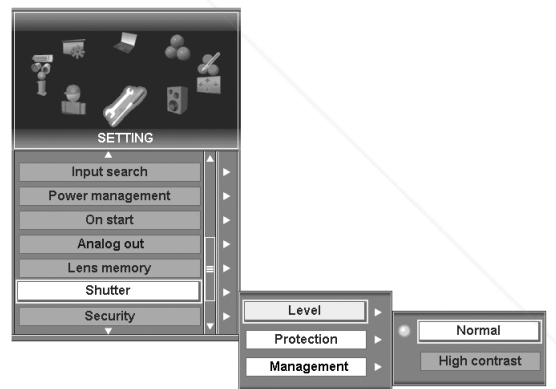 SETTING
Input search
Power management
On start
Analog out
Lens memory
Shutter
Security
Level
Protection
Management
Normal
High contrast